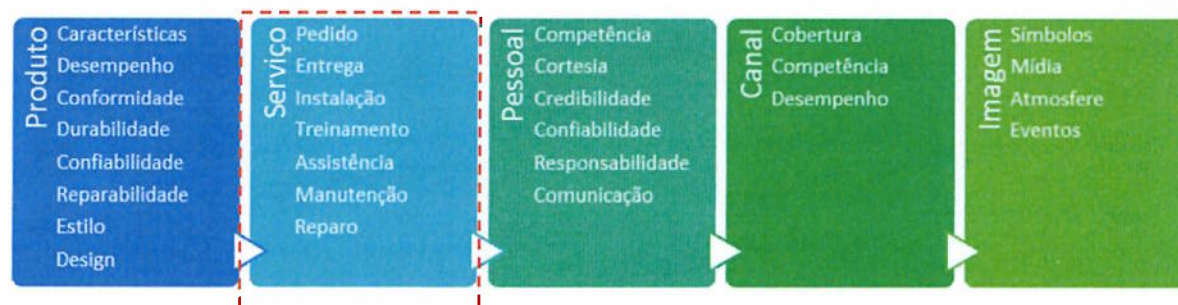 Produto
Características
Desempenho
Conformidade
Durabilidade
Confiabilidade
Reparabilidade
Estilo
Design
Serviço
Pedido
Entrega
Instalação
Treinamento
Assistência
Manutenção
Reparo
Pessoal
Competência
Cortesia
Credibilidade
Confiabilidade
Responsabilidade
Comunicação
Canal
Cobertura
Competência
Desempenho
Imagem
Símbolos
Mídia
Atmosfere
Eventos